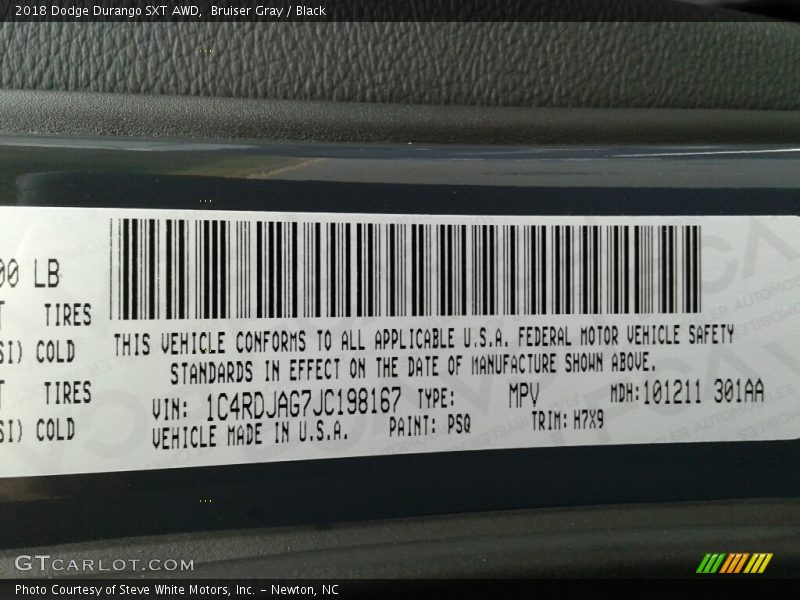 2018 Dodge Durango SXT AWD, Bruiser Gray / Black
00 LB
TIRES
SI) COLD
TIRES
SI) COLD
THIS VEHICLE CONFORMS TO ALL APPLICABLE U.S.A. FEDERAL MOTOR VEHICLE SAFETY
STANDARDS IN EFFECT ON THE DATE OF MANUFACTURE SHOWN ABOVE.
VIN: 1C4RDJAG7JC198167 TYPE: MPV MDH:101211 301AA
VEHICLE MADE IN U.S.A. PAINT: PSQ TRIM: H7X9
GTCARLOT.COM
Photo Courtesy of Steve White Motors, Inc. – Newton, NC